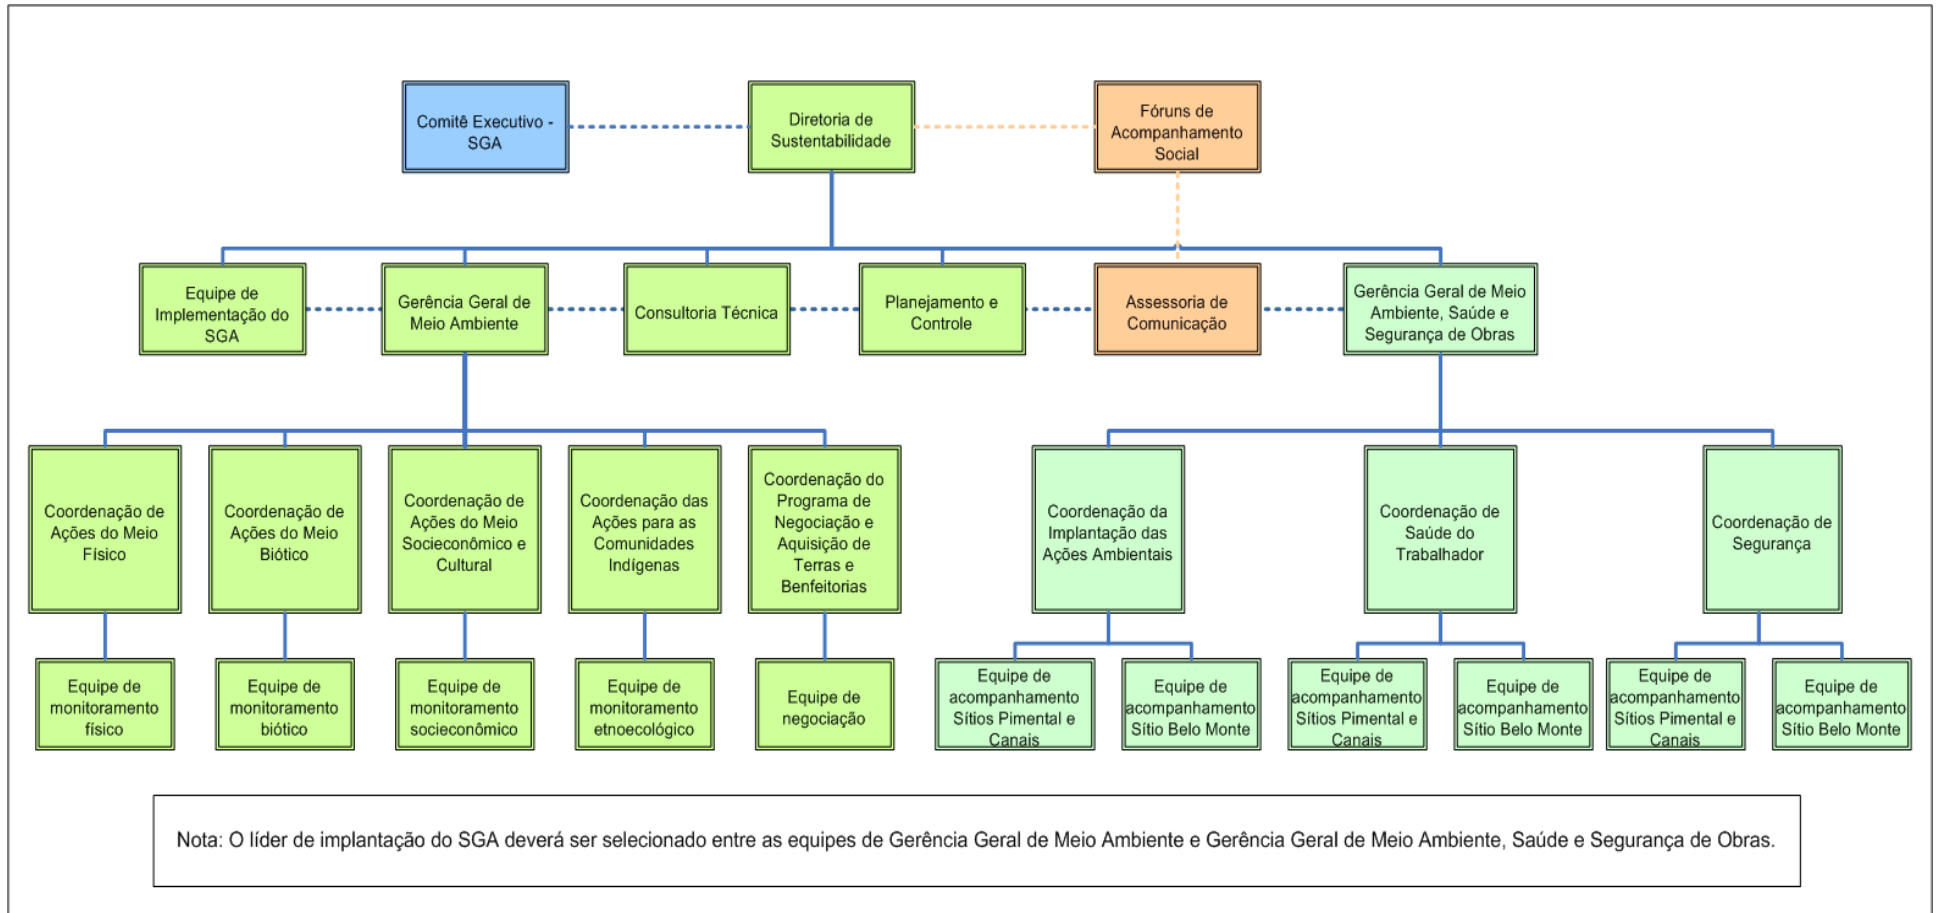 Comitê Executivo -
SGA
Diretoria de
Sustentabilidade
Fóruns de
Acompanhamento
Social
Equipe de
Implementação do
SGA
Gerência Geral de
Meio Ambiente
Consultoria Técnica
Planejamento e
Controle
Assessoria de
Comunicação
Gerência Geral de Meio
Ambiente, Saúde e
Segurança de Obras
Coordenação de
Ações do Meio
Físico
Coordenação de
Ações do Meio
Biótico
Coordenação de
Ações do Meio
Socieconômico e
Cultural
Coordenação das
Ações para as
Comunidades
Indígenas
Coordenação do
Programa de
Negociação e
Aquisição de
Terras e
Benfeitorias
Coordenação da
Implantação das
Ações Ambientais
Coordenação de
Saúde do
Trabalhador
Coordenação de
Segurança
Equipe de
monitoramento
físico
Equipe de
monitoramento
biótico
Equipe de
monitoramento
socieconômico
Equipe de
monitoramento
etnoecológico
Equipe de
negociação
Equipe de
acompanhamento
Sítios Pimental e
Canais
Equipe de
acompanhamento
Sítio Belo Monte
Equipe de
acompanhamento
Sítios Pimental e
Canais
Equipe de
acompanhamento
Sítio Belo Monte
Equipe de
acompanhamento
Sítios Pimental e
Canais
Equipe de
acompanhamento
Sítio Belo Monte
Nota: O líder de implantação do SGA deverá ser selecionado entre as equipes de Gerência Geral de Meio Ambiente e Gerência Geral de Meio Ambiente, Saúde e Segurança de Obras.